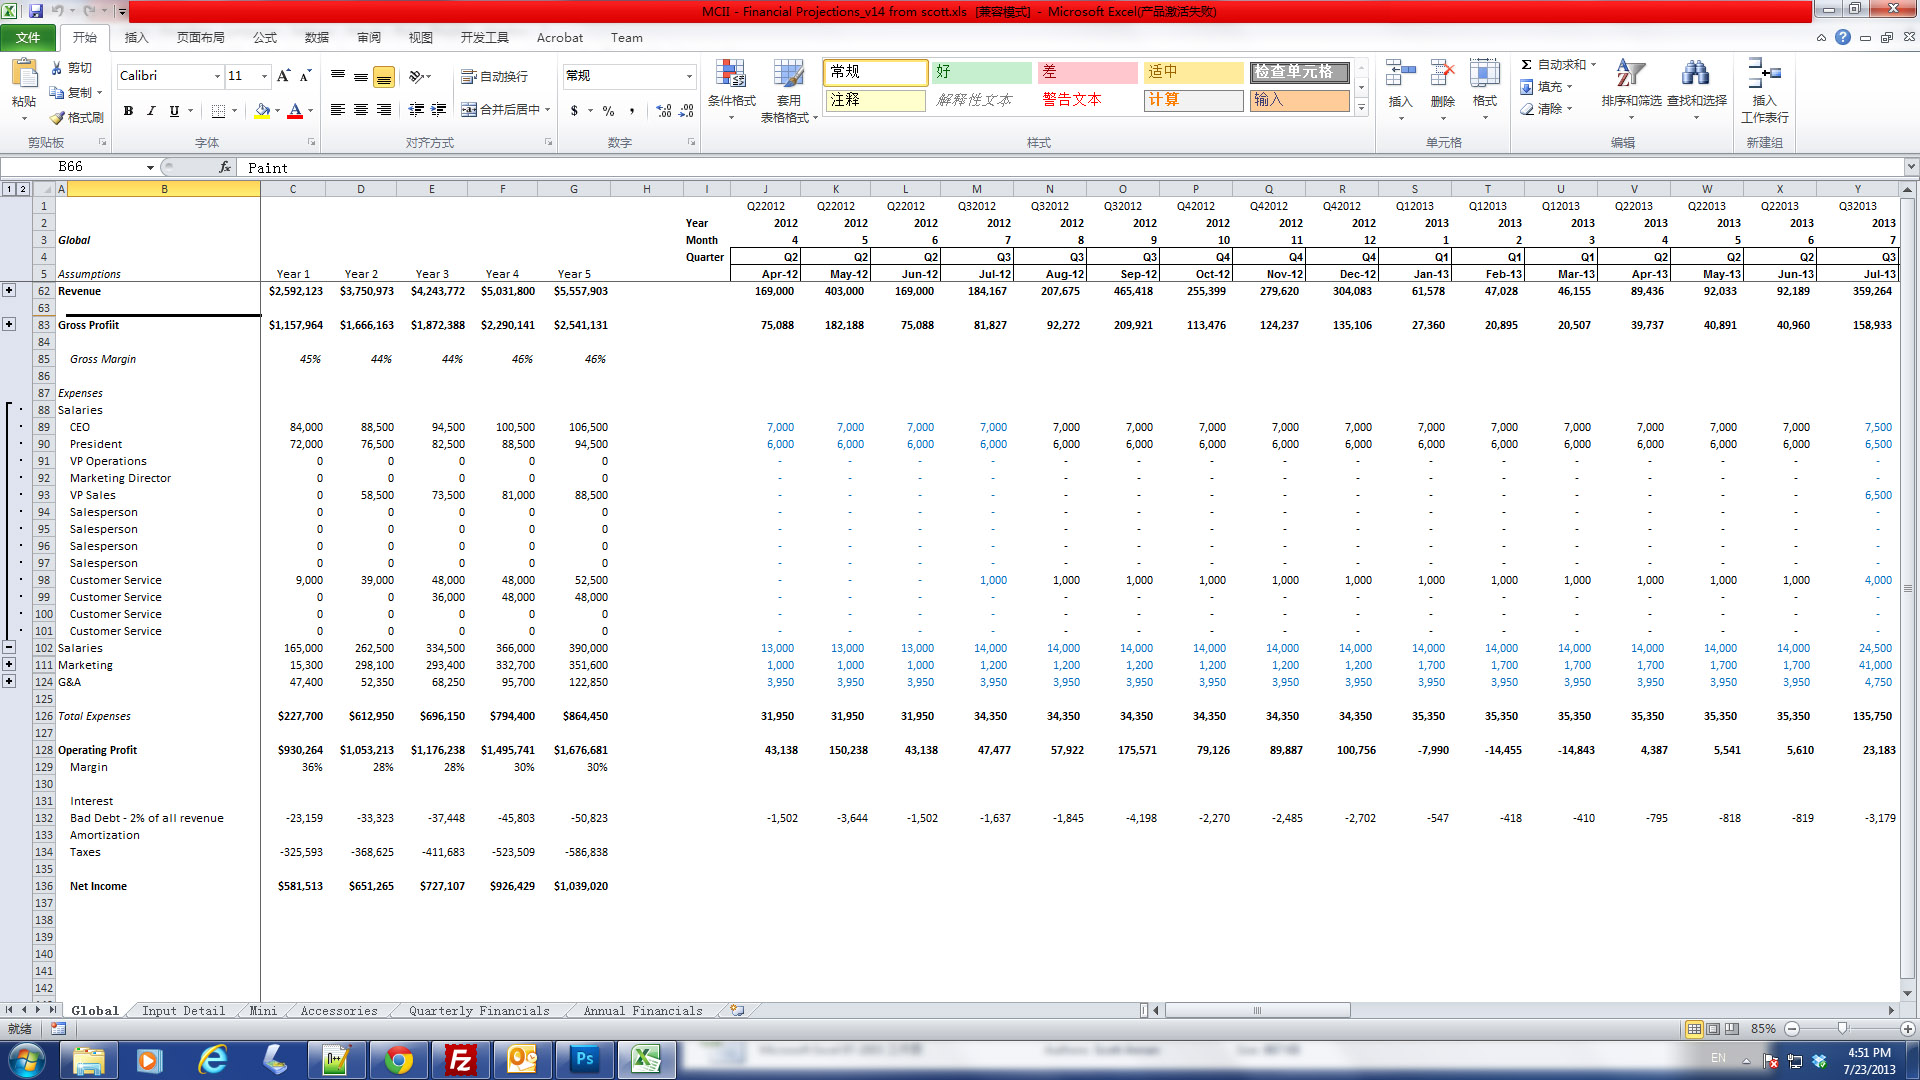 MCII - Financial Projections_v14 from scott.xls [兼容模式] - Microsoft Excel(产品激活失败)
文件 开始 插入 页面布局 公式 数据 审阅 视图 开发工具 Acrobat Team
剪切 复制 格式刷 粘贴 剪贴板
Calibri 11 B I U 字体
自动换行 合并后居中 对齐方式
常规 $ % , 数字
条件格式 套用 表格格式
常规 好 差 适中 检查单元格
注释 解释性文本 警告文本 计算 输入
样式
插入 删除 格式 单元格
Σ 自动求和 填充 清除 排序和筛选 查找和选择 编辑
插入 工作表行 新建组
B66 fx Paint
1 2 A B C D E F G H I J K L M N O P Q R S T U V W X Y
1 Q22012 Q22012 Q22012 Q32012 Q32012 Q32012 Q42012 Q42012 Q42012 Q12013 Q12013 Q12013 Q22013 Q22013 Q22013 Q32013
2 Year 2012 2012 2012 2012 2012 2012 2012 2012 2012 2013 2013 2013 2013 2013 2013 2013
3 Global Month 4 5 6 7 8 9 10 11 12 1 2 3 4 5 6 7
4 Quarter Q2 Q2 Q2 Q3 Q3 Q3 Q4 Q4 Q4 Q1 Q1 Q1 Q2 Q2 Q2 Q3
5 Assumptions Year 1 Year 2 Year 3 Year 4 Year 5 Apr-12 May-12 Jun-12 Jul-12 Aug-12 Sep-12 Oct-12 Nov-12 Dec-12 Jan-13 Feb-13 Mar-13 Apr-13 May-13 Jun-13 Jul-13
62 Revenue $2,592,123 $3,750,973 $4,243,772 $5,031,800 $5,557,903 169,000 403,000 169,000 184,167 207,675 465,418 255,399 279,620 304,083 61,578 47,028 46,155 89,436 92,033 92,189 359,264
63
83 Gross Profiit $1,157,964 $1,666,163 $1,872,388 $2,290,141 $2,541,131 75,088 182,188 75,088 81,827 92,272 209,921 113,476 124,237 135,106 27,360 20,895 20,507 39,737 40,891 40,960 158,933
84
85 Gross Margin 45% 44% 44% 46% 46%
86
87 Expenses
88 Salaries
89 CEO 84,000 88,500 94,500 100,500 106,500 7,000 7,000 7,000 7,000 7,000 7,000 7,000 7,000 7,000 7,000 7,000 7,000 7,000 7,000 7,000 7,500
90 President 72,000 76,500 82,500 88,500 94,500 6,000 6,000 6,000 6,000 6,000 6,000 6,000 6,000 6,000 6,000 6,000 6,000 6,000 6,000 6,000 6,500
91 VP Operations 0 0 0 0 0 - - - - - - - - - - - - - - - -
92 Marketing Director 0 0 0 0 0 - - - - - - - - - - - - - - - -
93 VP Sales 0 58,500 73,500 81,000 88,500 - - - - - - - - - - - - - - - 6,500
94 Salesperson 0 0 0 0 0 - - - - - - - - - - - - - - - -
95 Salesperson 0 0 0 0 0 - - - - - - - - - - - - - - - -
96 Salesperson 0 0 0 0 0 - - - - - - - - - - - - - - - -
97 Salesperson 0 0 0 0 0 - - - - - - - - - - - - - - - -
98 Customer Service 9,000 39,000 48,000 48,000 52,500 - - - 1,000 1,000 1,000 1,000 1,000 1,000 1,000 1,000 1,000 1,000 1,000 1,000 4,000
99 Customer Service 0 0 36,000 48,000 48,000 - - - - - - - - - - - - - - - -
100 Customer Service 0 0 0 0 0 - - - - - - - - - - - - - - - -
101 Customer Service 0 0 0 0 0 - - - - - - - - - - - - - - - -
102 Salaries 165,000 262,500 334,500 366,000 390,000 13,000 13,000 13,000 14,000 14,000 14,000 14,000 14,000 14,000 14,000 14,000 14,000 14,000 14,000 14,000 24,500
111 Marketing 15,300 298,100 293,400 332,700 351,600 1,000 1,000 1,000 1,200 1,200 1,200 1,200 1,200 1,200 1,700 1,700 1,700 1,700 1,700 1,700 41,000
124 G&A 47,400 52,350 68,250 95,700 122,850 3,950 3,950 3,950 3,950 3,950 3,950 3,950 3,950 3,950 3,950 3,950 3,950 3,950 3,950 3,950 4,750
125
126 Total Expenses $227,700 $612,950 $696,150 $794,400 $864,450 31,950 31,950 31,950 34,350 34,350 34,350 34,350 34,350 34,350 35,350 35,350 35,350 35,350 35,350 35,350 135,750
127
128 Operating Profit $930,264 $1,053,213 $1,176,238 $1,495,741 $1,676,681 43,138 150,238 43,138 47,477 57,922 175,571 79,126 89,887 100,756 -7,990 -14,455 -14,843 4,387 5,541 5,610 23,183
129 Margin 36% 28% 28% 30% 30%
130
131 Interest
132 Bad Debt - 2% of all revenue -23,159 -33,323 -37,448 -45,803 -50,823 -1,502 -3,644 -1,502 -1,637 -1,845 -4,198 -2,270 -2,485 -2,702 -547 -418 -410 -795 -818 -819 -3,179
133 Amortization
134 Taxes -325,593 -368,625 -411,683 -523,509 -586,838
135
136 Net Income $581,513 $651,265 $727,107 $926,429 $1,039,020
137
138
139
140
141
142
Global Input Detail Mini Accessories Quarterly Financials Annual Financials
就绪 85%
EN 4:51 PM
7/23/2013